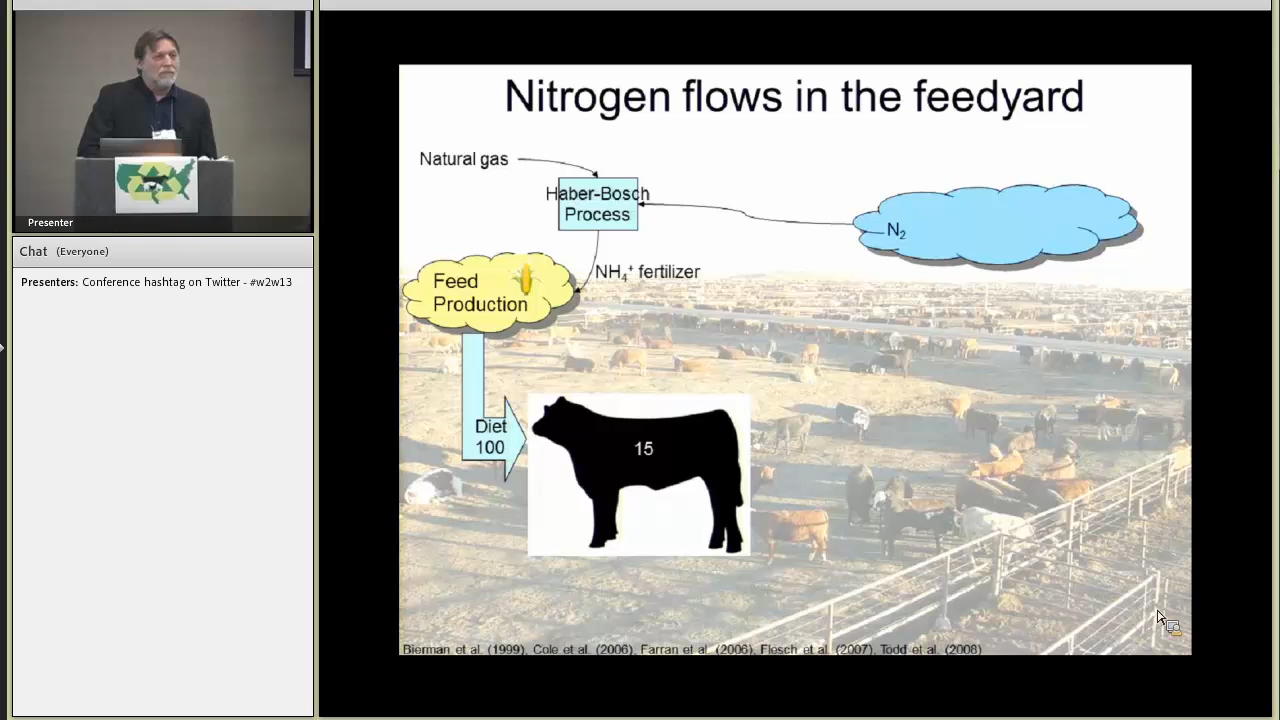 Presenter
Chat (Everyone)
Presenters: Conference hashtag on Twitter - #w2w13
Nitrogen flows in the feedyard
Natural gas
Haber-Bosch
Process
N₂
NH₄⁺ fertilizer
Feed
Production
Diet
100
15
Bierman et al. (1999), Cole et al. (2006), Farran et al. (2006), Flesch et al. (2007), Todd et al. (2008)